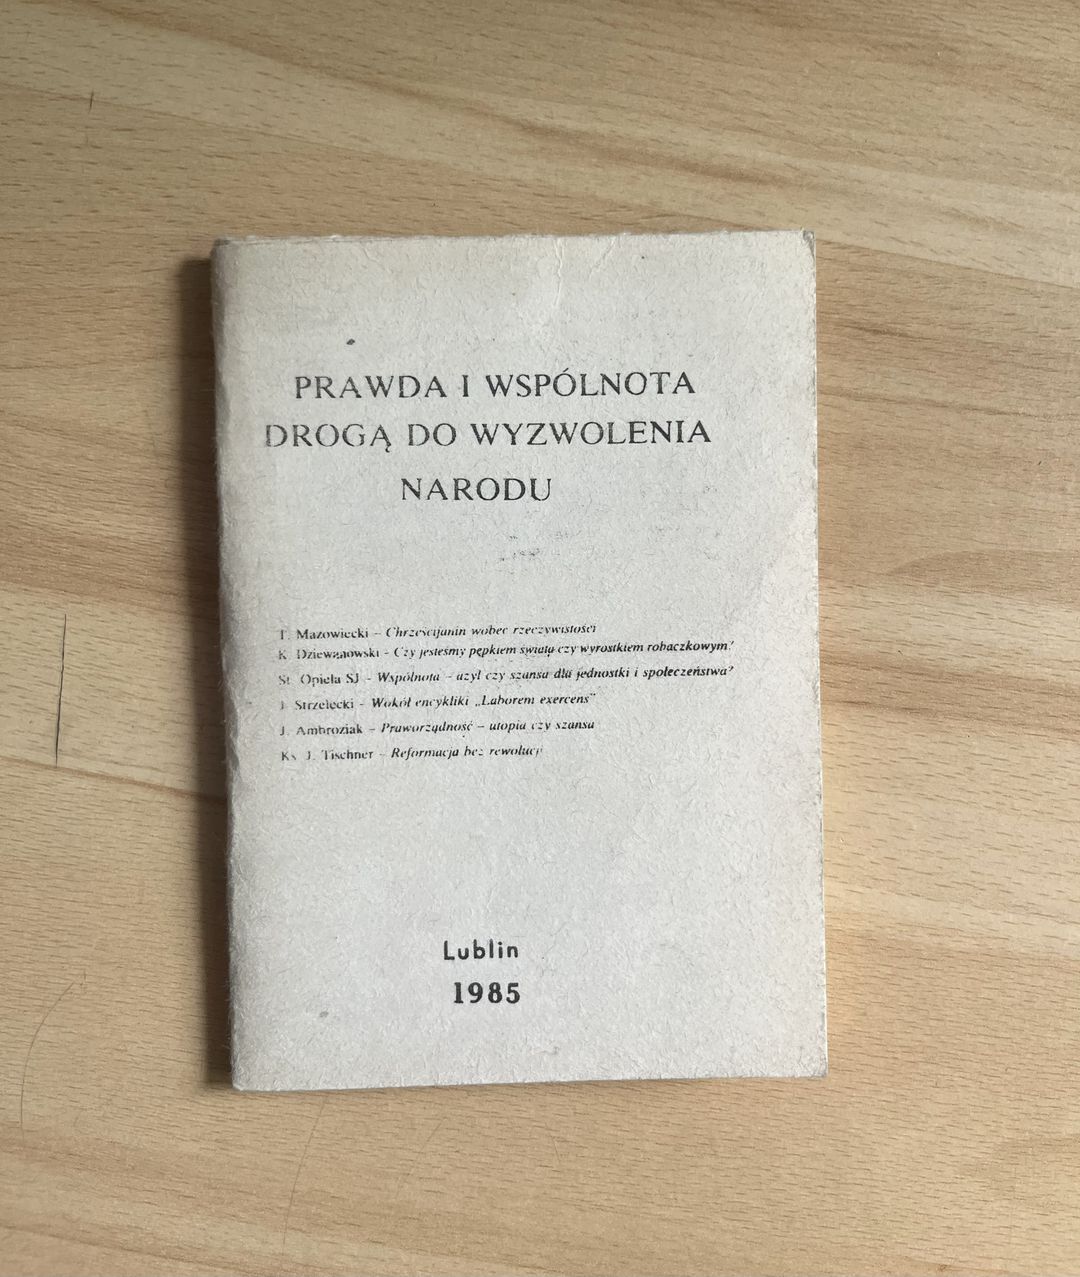 PRAWDA I WSPÓLNOTA
DROGĄ DO WYZWOLENIA
NARODU
T. Mazowiecki – Chrześcijanin wobec rzeczywistości
K. Dziewanowski - Czy jesteśmy pępkiem świata czy wyrostkiem robaczkowym?
St. Opiela SJ - Wspólnota – azyl czy szansa dla jednostki i społeczeństwa?
J. Strzelecki - Wokół encykliki „Laborem exercens"
J. Ambroziak – Praworządność – utopia czy szansa
Ks. J. Tischner – Reformacja bez rewolucji
Lublin
1985